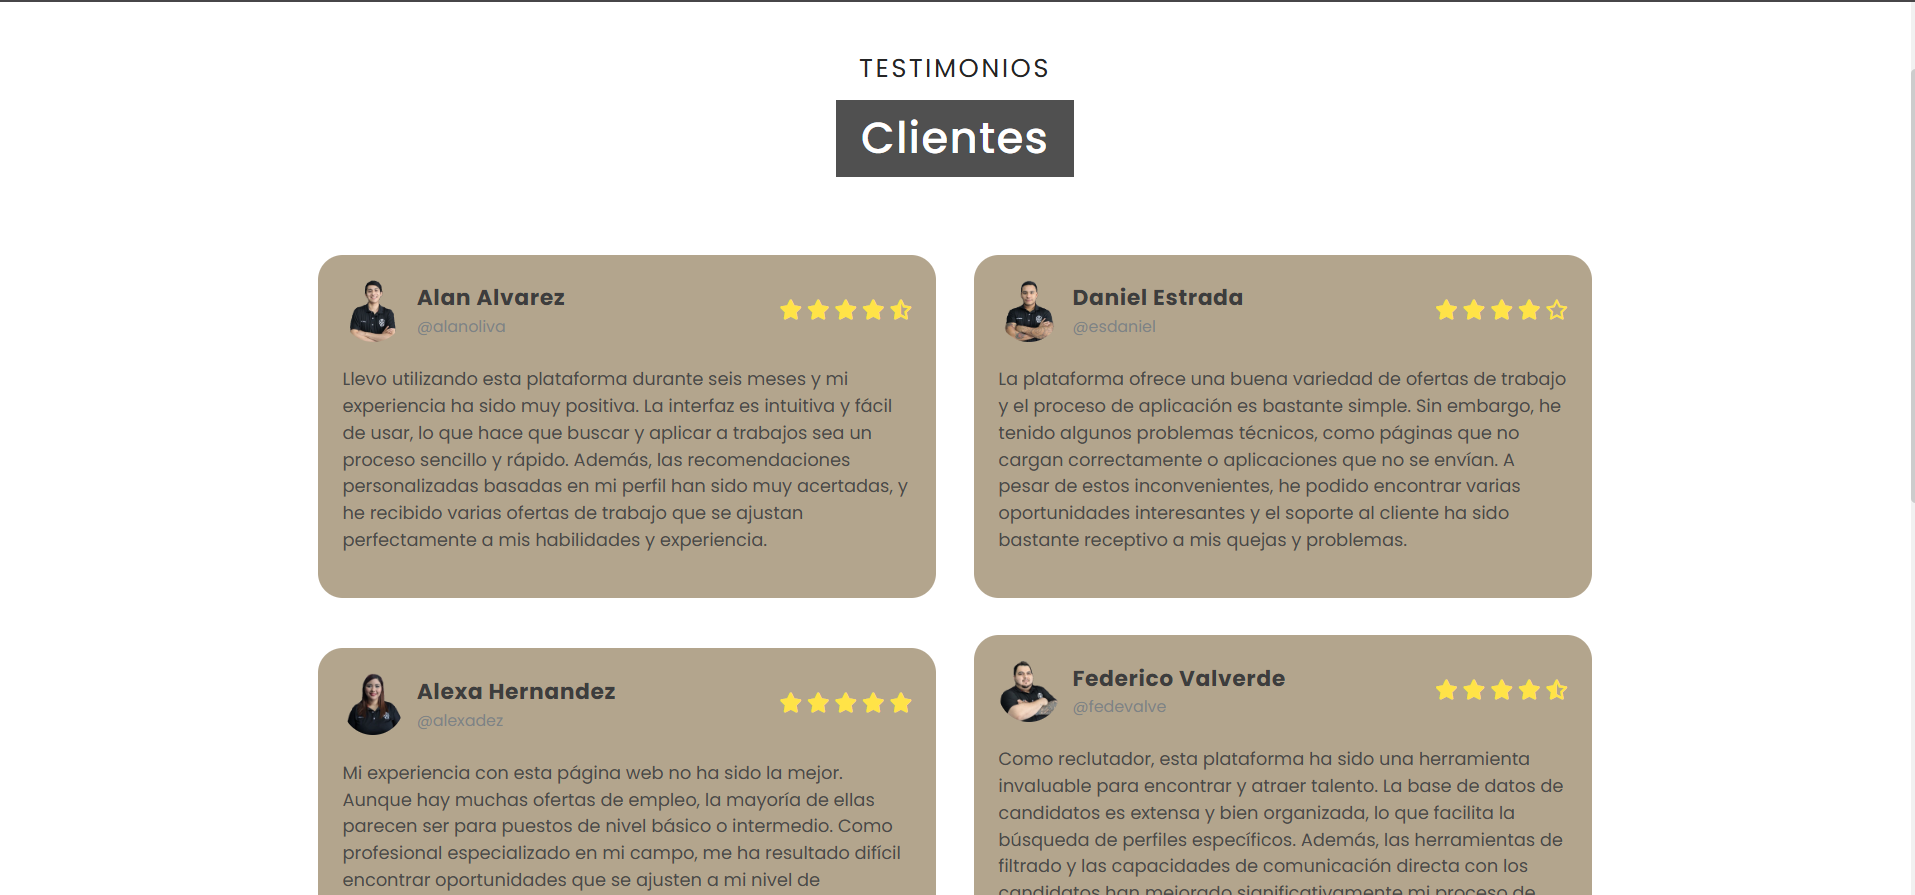 TESTIMONIOS
Clientes
Alan Alvarez
@alanoliva
Llevo utilizando esta plataforma durante seis meses y mi
experiencia ha sido muy positiva. La interfaz es intuitiva y fácil
de usar, lo que hace que buscar y aplicar a trabajos sea un
proceso sencillo y rápido. Además, las recomendaciones
personalizadas basadas en mi perfil han sido muy acertadas, y
he recibido varias ofertas de trabajo que se ajustan
perfectamente a mis habilidades y experiencia.
Daniel Estrada
@esdaniel
La plataforma ofrece una buena variedad de ofertas de trabajo
y el proceso de aplicación es bastante simple. Sin embargo, he
tenido algunos problemas técnicos, como páginas que no
cargan correctamente o aplicaciones que no se envían. A
pesar de estos inconvenientes, he podido encontrar varias
oportunidades interesantes y el soporte al cliente ha sido
bastante receptivo a mis quejas y problemas.
Alexa Hernandez
@alexadez
Mi experiencia con esta página web no ha sido la mejor.
Aunque hay muchas ofertas de empleo, la mayoría de ellas
parecen ser para puestos de nivel básico o intermedio. Como
profesional especializado en mi campo, me ha resultado difícil
encontrar oportunidades que se ajusten a mi nivel de
Federico Valverde
@fedevalve
Como reclutador, esta plataforma ha sido una herramienta
invaluable para encontrar y atraer talento. La base de datos de
candidatos es extensa y bien organizada, lo que facilita la
búsqueda de perfiles específicos. Además, las herramientas de
filtrado y las capacidades de comunicación directa con los
candidatos han mejorado significativamente mi proceso de